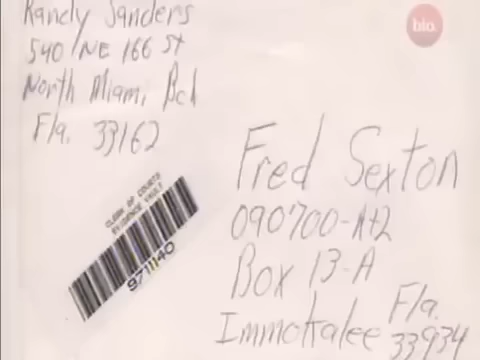 Randy Sanders
540 NE 166 St
North Miami, Bch
Fla. 33162
bio.
CLERK OF COURTS
EVIDENCE VAULT
971140
Fred Sexton
090700-A12
Box 13-A
Immokalee Fla.
33934